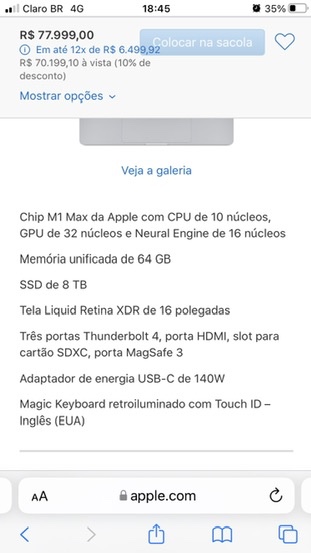 Claro BR 4G 18:45 35%
R$ 77.999,00
Em até 12x de R$ 6.499,92
R$ 70.199,10 à vista (10% de
desconto)
Colocar na sacola
Mostrar opções
Veja a galeria
Chip M1 Max da Apple com CPU de 10 núcleos,
GPU de 32 núcleos e Neural Engine de 16 núcleos
Memória unificada de 64 GB
SSD de 8 TB
Tela Liquid Retina XDR de 16 polegadas
Três portas Thunderbolt 4, porta HDMI, slot para
cartão SDXC, porta MagSafe 3
Adaptador de energia USB-C de 140W
Magic Keyboard retroiluminado com Touch ID –
Inglês (EUA)
AA apple.com